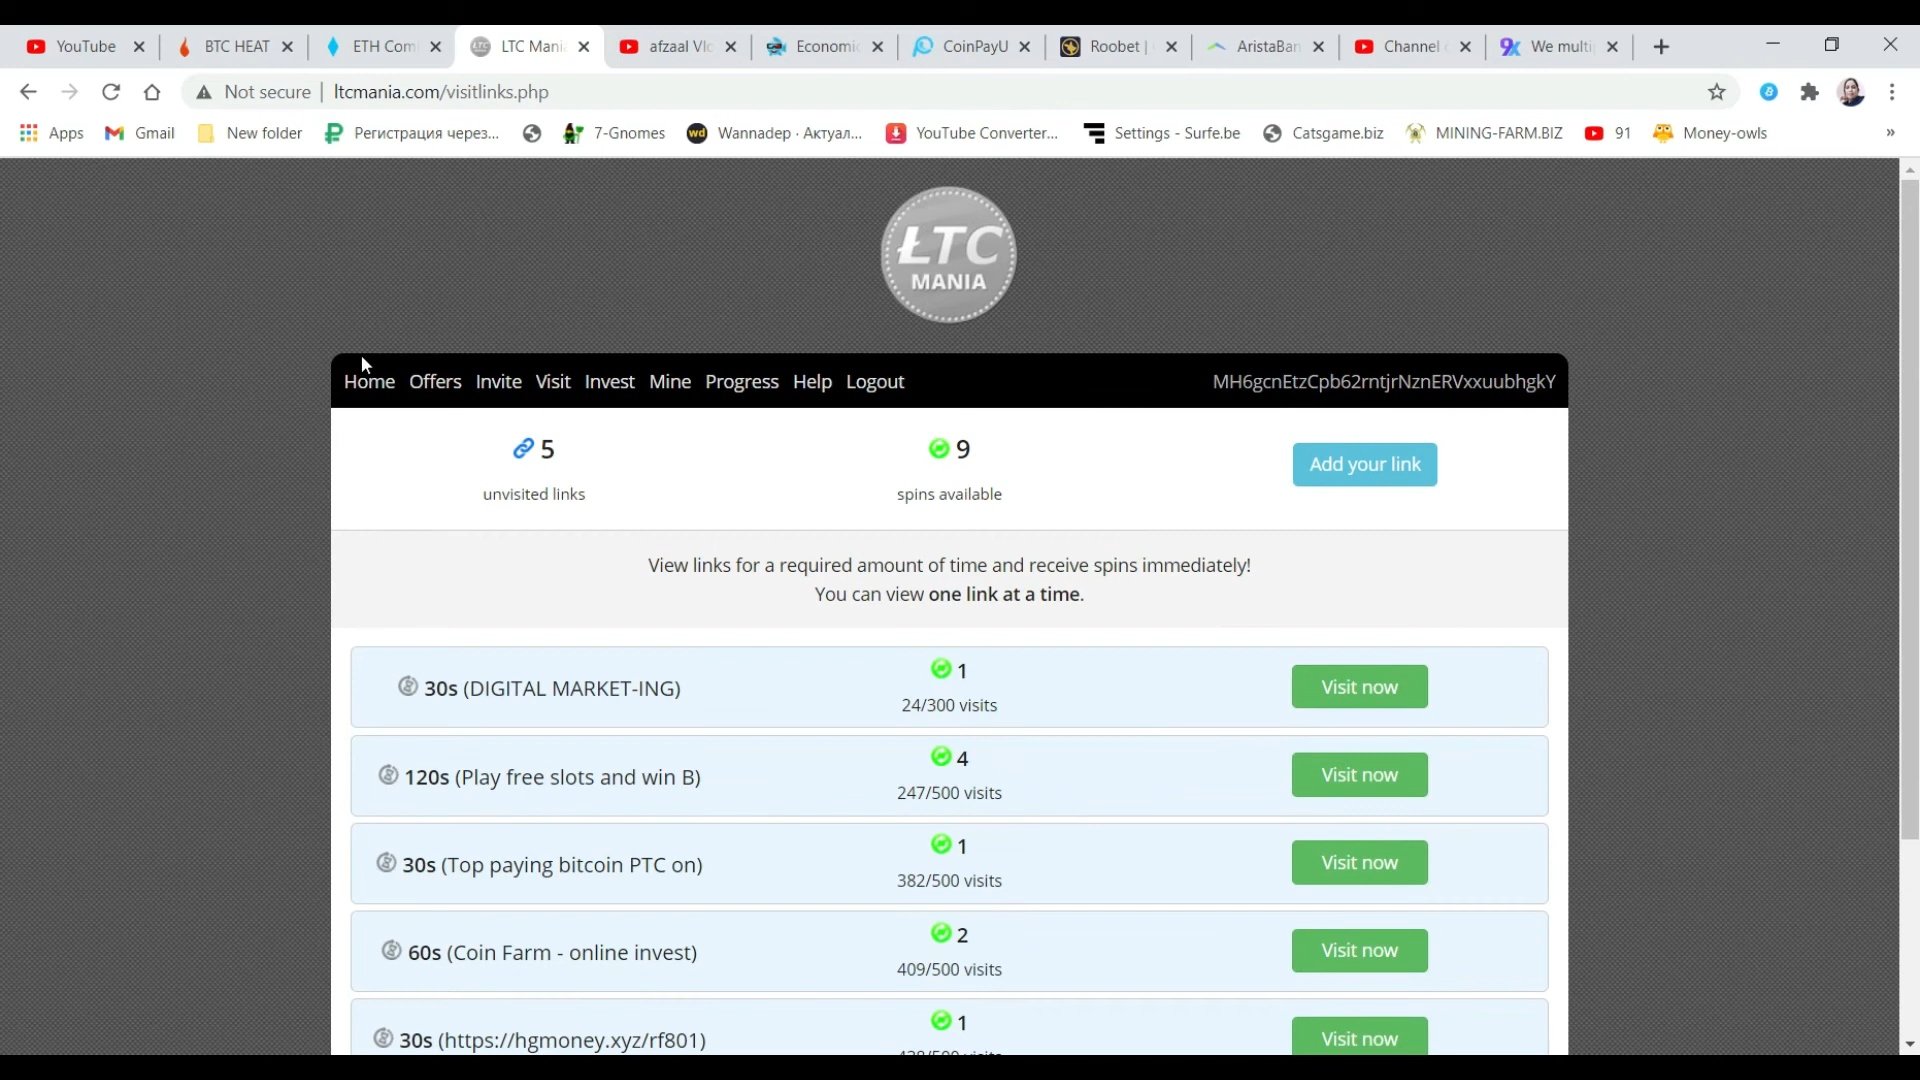 YouTube
BTC HEAT
ETH Com
LTC Mani
afzaal Vlo
Economi
CoinPayU
Roobet |
AristaBan
Channel
We multi
Not secure | ltcmania.com/visitlinks.php
Apps
Gmail
New folder
Регистрация через...
7-Gnomes
wd Wannadep · Актуал...
YouTube Converter...
Settings - Surfe.be
Catsgame.biz
MINING-FARM.BIZ
91
Money-owls
»
ŁTC
MANIA
Home Offers Invite Visit Invest Mine Progress Help Logout
MH6gcnEtzCpb62rntjrNznERVxxuubhgkY
5
unvisited links
9
spins available
Add your link
View links for a required amount of time and receive spins immediately!
You can view one link at a time.
30s (DIGITAL MARKET-ING)
1
24/300 visits
Visit now
120s (Play free slots and win B)
4
247/500 visits
Visit now
30s (Top paying bitcoin PTC on)
1
382/500 visits
Visit now
60s (Coin Farm - online invest)
2
409/500 visits
Visit now
30s (https://hgmoney.xyz/rf801)
1
Visit now